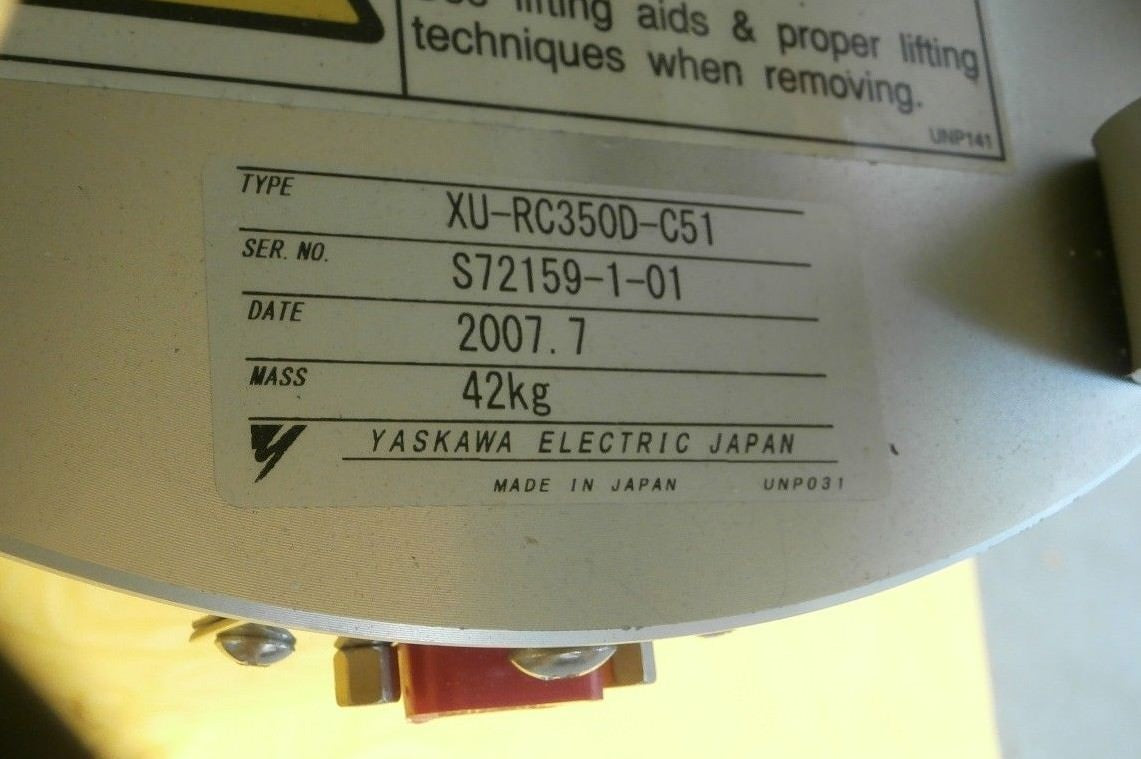 lifting aids & proper lifting
techniques when removing.
UNP141
TYPE XU-RC350D-C51
SER. NO. S72159-1-01
DATE 2007.7
MASS 42kg
YASKAWA ELECTRIC JAPAN
MADE IN JAPAN UNP031